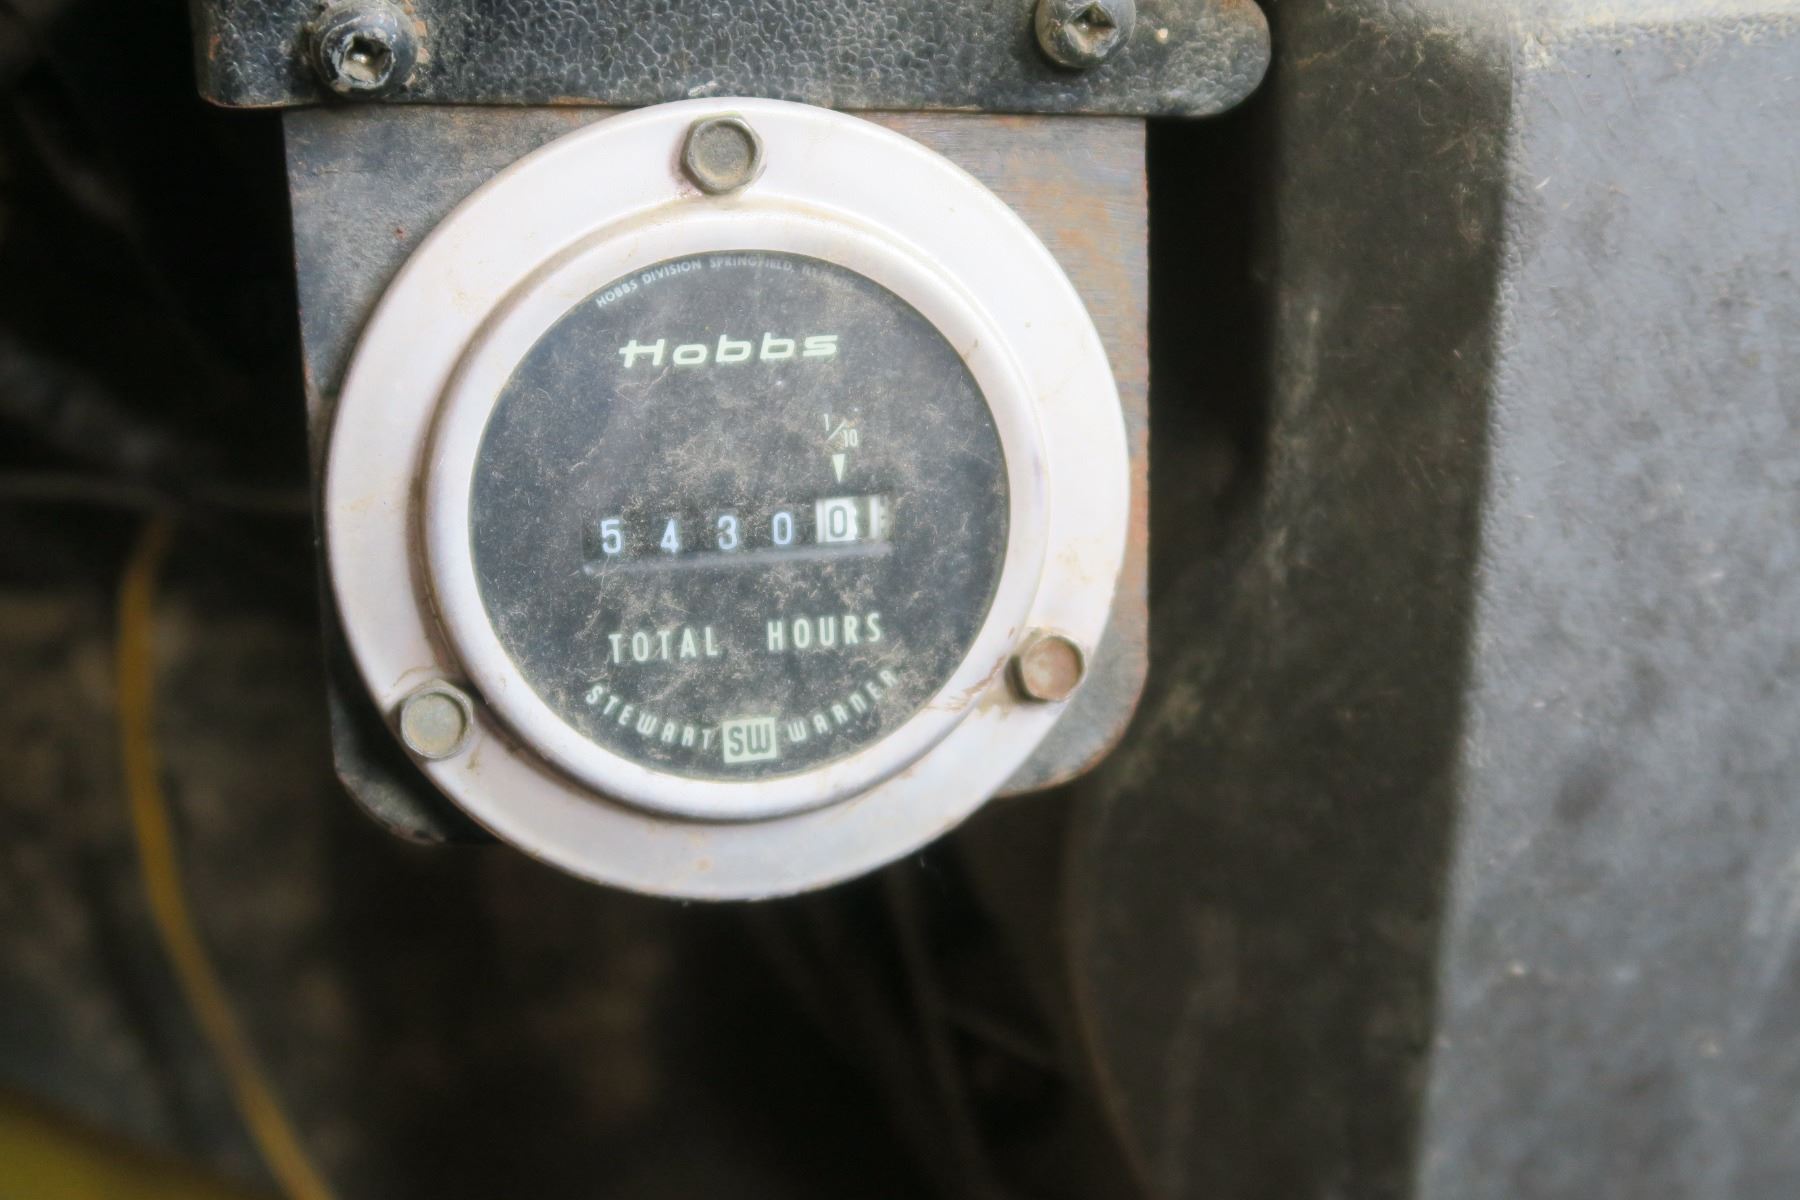 HOBBS DIVISION SPRINGFIELD,
Hobbs
1/10
5 4 3 0 0
TOTAL HOURS
STEWART SW WARNER